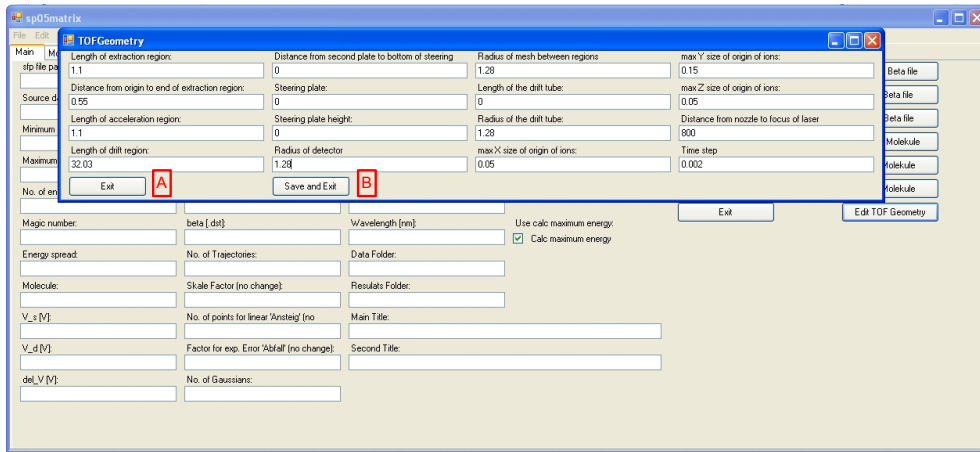 sp05matrix
File Edit
Main
TOFGeometry
Length of extraction region:
Distance from second plate to bottom of steering
Radius of mesh between regions
max Y size of origin of ions:
1.1
0
1.28
0.15
Distance from origin to end of extraction region:
Steering plate:
Length of the drift tube:
max Z size of origin of ions:
0.55
0
0
0.05
Length of acceleration region:
Steering plate height:
Radius of the drift tube:
Distance from nozzle to focus of laser
1.1
0
1.28
800
Length of drift region:
Radius of detector
max X size of origin of ions:
Time step
32.03
1.28
0.05
0.002
Exit
A
Save and Exit
B
sfp file pa
Source da
Minimum
Maximum
No. of en
Beta file
Beta file
Beta file
Molekule
Molekule
Molekule
Exit
Edit TOF Geometry
Magic number:
beta [.dst]:
Wavelength [nm]:
Use calc maximum energy:
Calc maximum energy
Energy spread:
No. of Trajectories:
Data Folder:
Molecule:
Skale Factor (no change):
Resulats Folder:
V_s [V]:
No. of points for linear 'Ansteig' (no
Main Title:
V_d [V]:
Factor for exp. Error 'Abfall' (no change):
Second Title:
del_V [V]:
No. of Gaussians: